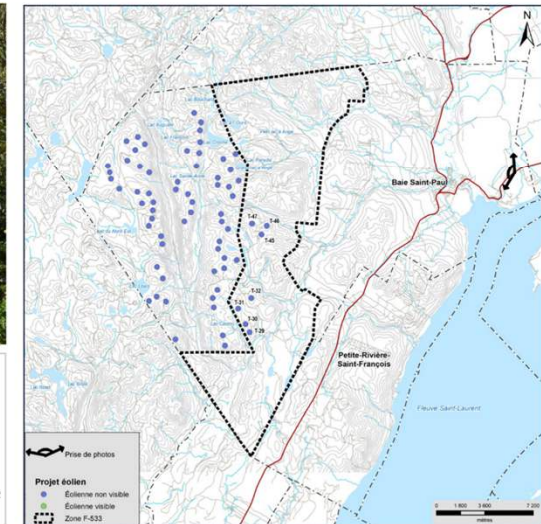 N
Baie Saint-Paul
T-47
T-46
T-45
T-32
T-31
T-30
T-29
Petite-Rivière-
Saint-François
Fleuve Saint-Laurent
Prise de photos
Projet éolien
Éolienne non visible
Éolienne visible
Zone F-533
0 1 800 3 600 7 200
mètres